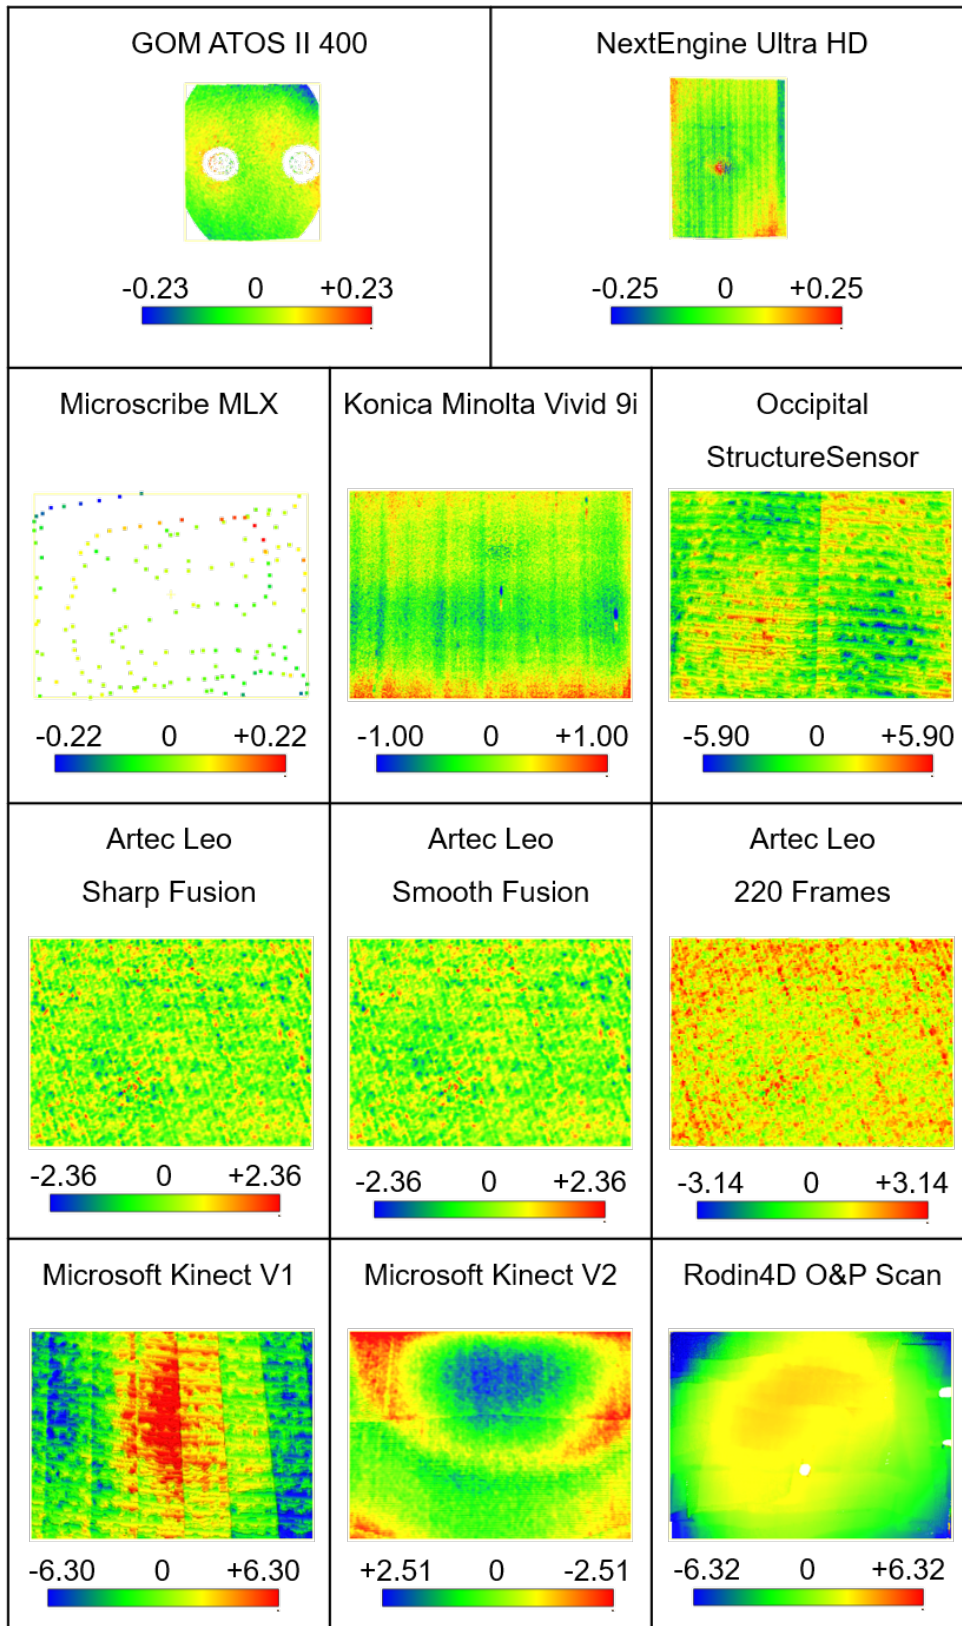 GOM ATOS II 400
NextEngine Ultra HD
-0.23 0 +0.23
-0.25 0 +0.25
Microscribe MLX
Konica Minolta Vivid 9i
Occipital
StructureSensor
-0.22 0 +0.22
-1.00 0 +1.00
-5.90 0 +5.90
Artec Leo
Sharp Fusion
Artec Leo
Smooth Fusion
Artec Leo
220 Frames
-2.36 0 +2.36
-2.36 0 +2.36
-3.14 0 +3.14
Microsoft Kinect V1
Microsoft Kinect V2
Rodin4D O&P Scan
-6.30 0 +6.30
+2.51 0 -2.51
-6.32 0 +6.32